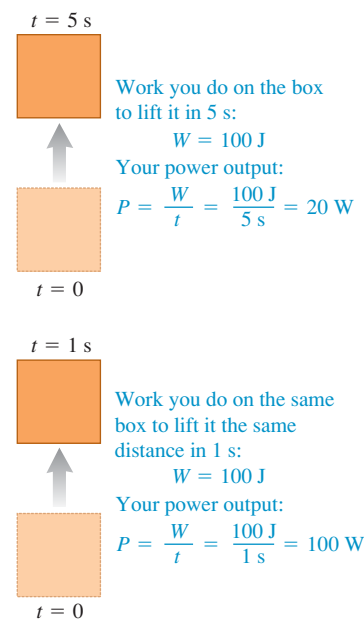 t = 5 s
Work you do on the box
to lift it in 5 s:
W = 100 J
Your power output:
P = W/t = 100 J/5 s = 20 W
t = 0
t = 1 s
Work you do on the same
box to lift it the same
distance in 1 s:
W = 100 J
Your power output:
P = W/t = 100 J/1 s = 100 W
t = 0